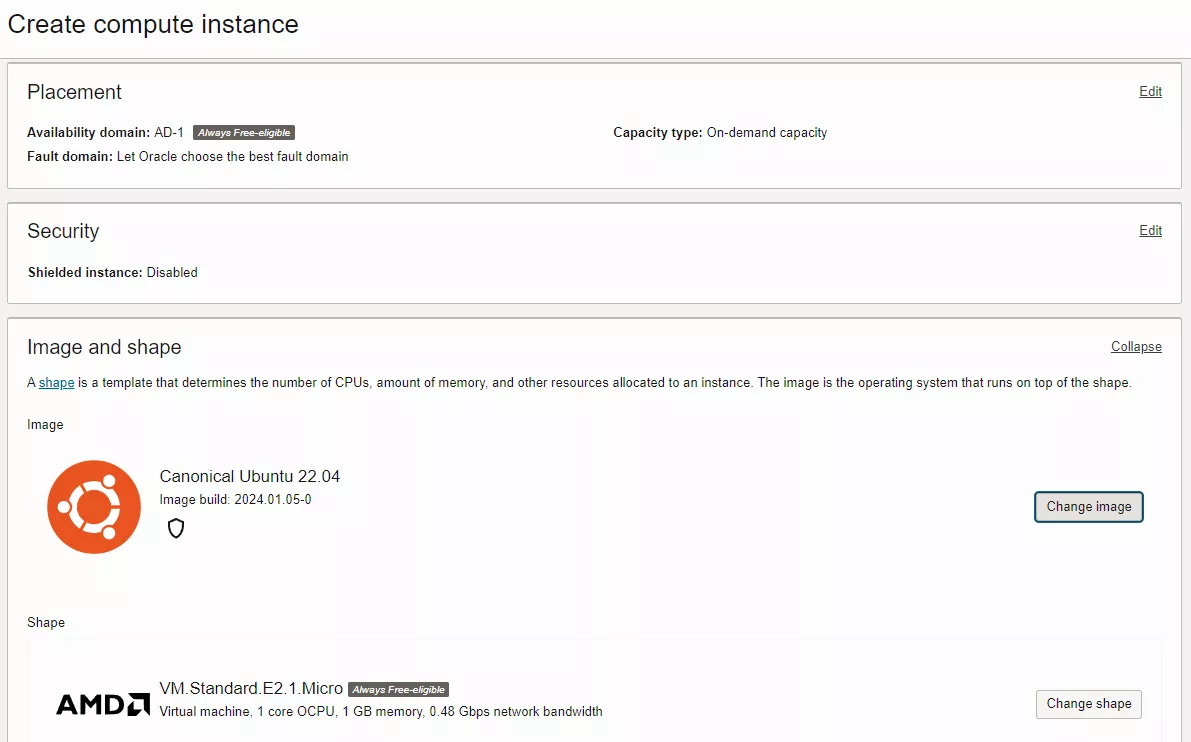 Create compute instance
Placement
Edit
Availability domain: AD-1 Always Free-eligible
Capacity type: On-demand capacity
Fault domain: Let Oracle choose the best fault domain
Security
Edit
Shielded instance: Disabled
Image and shape
Collapse
A shape is a template that determines the number of CPUs, amount of memory, and other resources allocated to an instance. The image is the operating system that runs on top of the shape.
Image
Canonical Ubuntu 22.04
Image build: 2024.01.05-0
Change image
Shape
AMD
VM.Standard.E2.1.Micro Always Free-eligible
Virtual machine, 1 core OCPU, 1 GB memory, 0.48 Gbps network bandwidth
Change shape